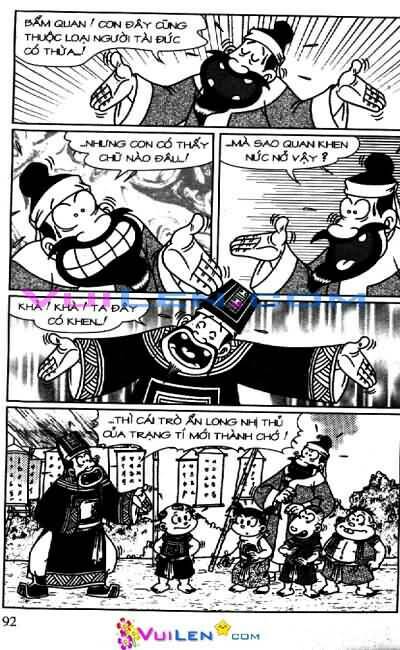 BẨM QUAN! CON ĐÂY CŨNG
THUỘC LOẠI NGƯỜI TÀI ĐỨC
CÓ THỪA...!
...NHƯNG CON CÓ THẤY
CHỮ NÀO ĐÂU...!
...MÀ SAO QUAN KHEN
NỨC NỞ VẬY?
VUILEN.COM
KHÀ! KHÀ! TA ĐÂY
CÓ KHEN...!
...THÌ CÁI TRÒ ẨN LONG NHỊ THỦ
CỦA TRẠNG TÍ MỚI THÀNH CHỚ!
92
VUILEN.COM